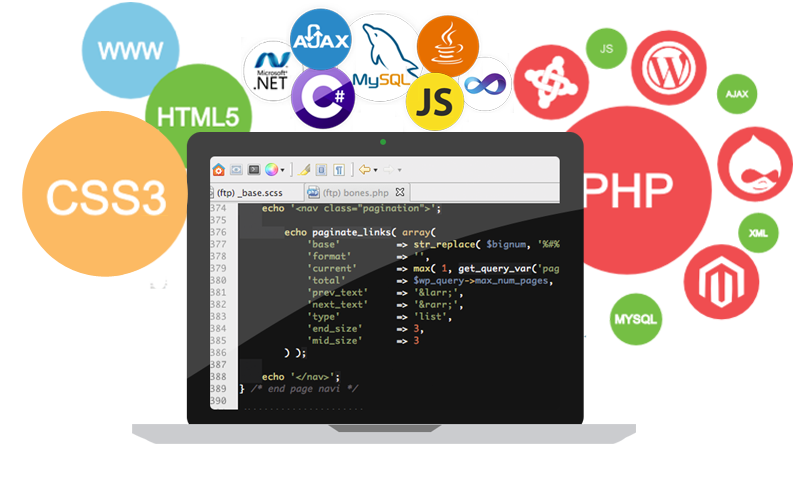 WWW
HTML5
CSS3
Microsoft®
.NET
AJAX
C#
MySQL
JS
JS
AJAX
PHP
XML
MYSQL
(ftp) _base.scss
(ftp) bones.php
374 echo '<nav class="pagination">';
375
376 echo paginate_links( array(
377 'base' => str_replace( $bignum, '%#%
378 'format' => '',
379 'current' => max( 1, get_query_var('pag
380 'total' => $wp_query->max_num_pages,
381 'prev_text' => '&larr;',
382 'next_text' => '&rarr;',
383 'type' => 'list',
384 'end_size' => 3,
385 'mid_size' => 3
386 ) );
387
388 echo '</nav>';
389 } /* end page navi */
390